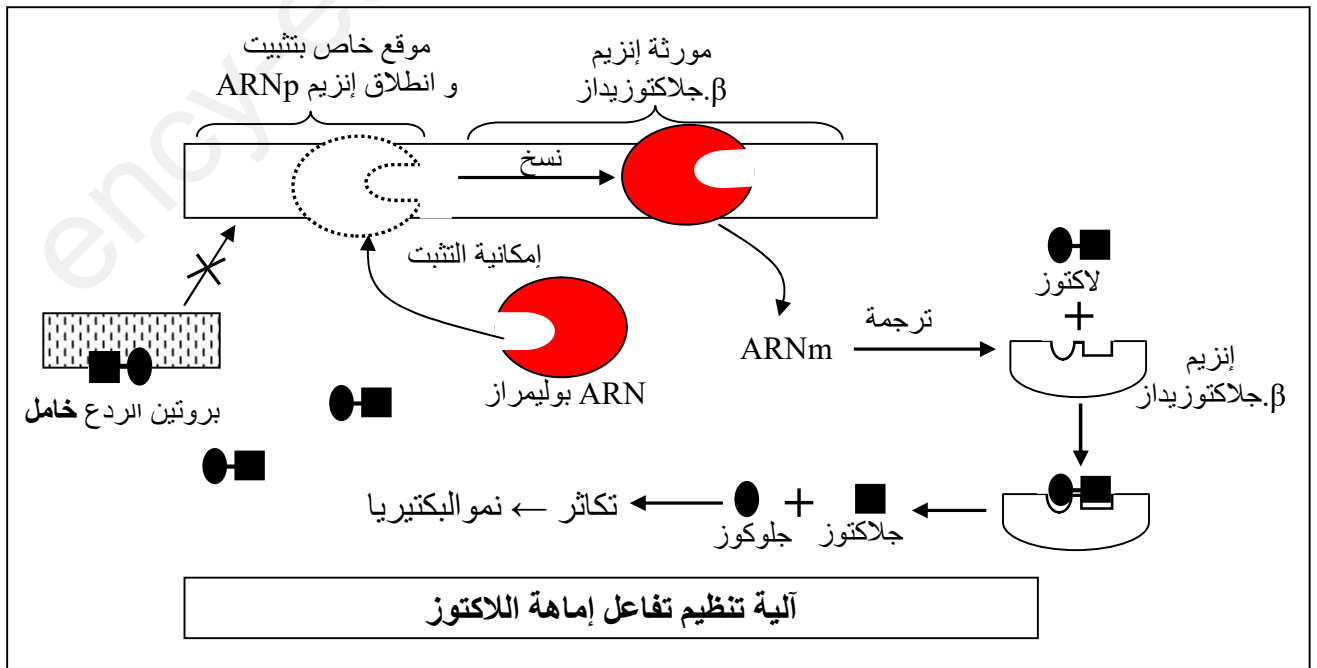 موقع خاص بتثبيت
و انطلاق إنزيم ARNp
مورثة إنزيم
β.جلاكتوزيداز
نسخ
إمكانية التثبت
لاكتوز
+
ترجمة
ARNm
إنزيم
β.جلاكتوزيداز
ARN بوليمراز
بروتين الردع خامل
تكاثر ← نموالبكتيريا
+
جلوكوز
جلاكتوز
آلية تنظيم تفاعل إماهة اللاكتوز